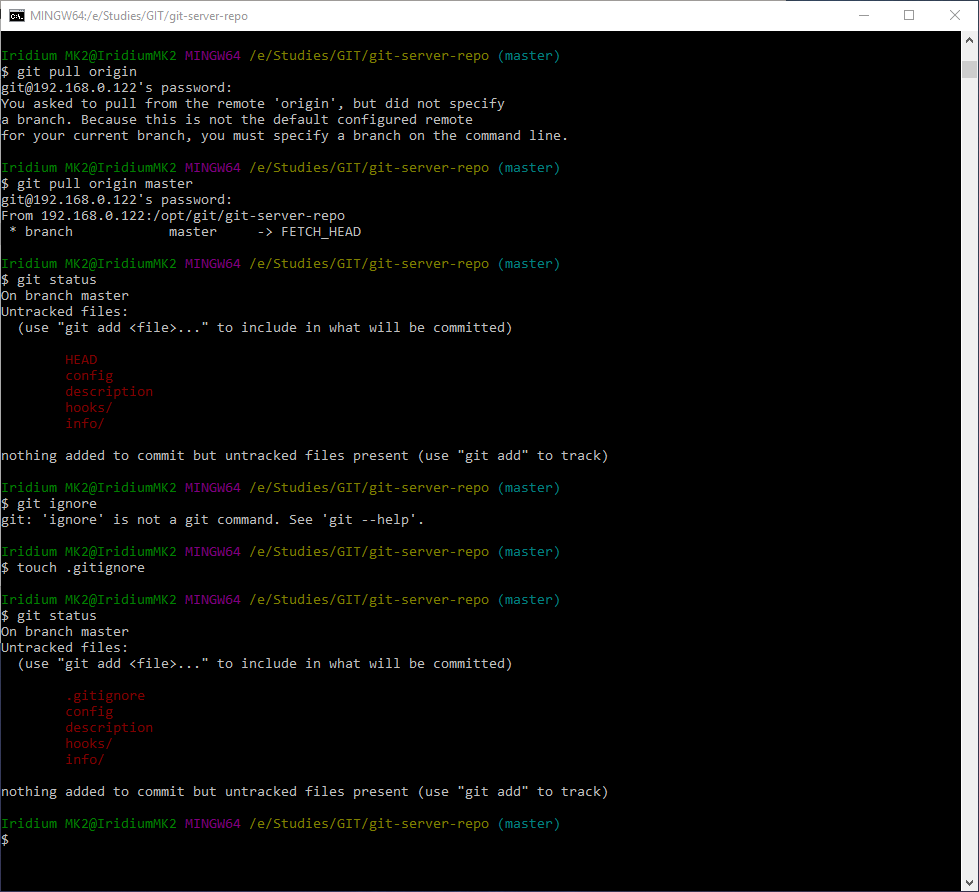 MINGW64:/e/Studies/GIT/git-server-repo
Iridium MK2@IridiumMK2 MINGW64 /e/Studies/GIT/git-server-repo (master)
$ git pull origin
git@192.168.0.122's password:
You asked to pull from the remote 'origin', but did not specify
a branch. Because this is not the default configured remote
for your current branch, you must specify a branch on the command line.
Iridium MK2@IridiumMK2 MINGW64 /e/Studies/GIT/git-server-repo (master)
$ git pull origin master
git@192.168.0.122's password:
From 192.168.0.122:/opt/git/git-server-repo
 * branch            master     -> FETCH_HEAD
Iridium MK2@IridiumMK2 MINGW64 /e/Studies/GIT/git-server-repo (master)
$ git status
On branch master
Untracked files:
  (use "git add <file>..." to include in what will be committed)
        HEAD
        config
        description
        hooks/
        info/
nothing added to commit but untracked files present (use "git add" to track)
Iridium MK2@IridiumMK2 MINGW64 /e/Studies/GIT/git-server-repo (master)
$ git ignore
git: 'ignore' is not a git command. See 'git --help'.
Iridium MK2@IridiumMK2 MINGW64 /e/Studies/GIT/git-server-repo (master)
$ touch .gitignore
Iridium MK2@IridiumMK2 MINGW64 /e/Studies/GIT/git-server-repo (master)
$ git status
On branch master
Untracked files:
  (use "git add <file>..." to include in what will be committed)
        .gitignore
        config
        description
        hooks/
        info/
nothing added to commit but untracked files present (use "git add" to track)
Iridium MK2@IridiumMK2 MINGW64 /e/Studies/GIT/git-server-repo (master)
$